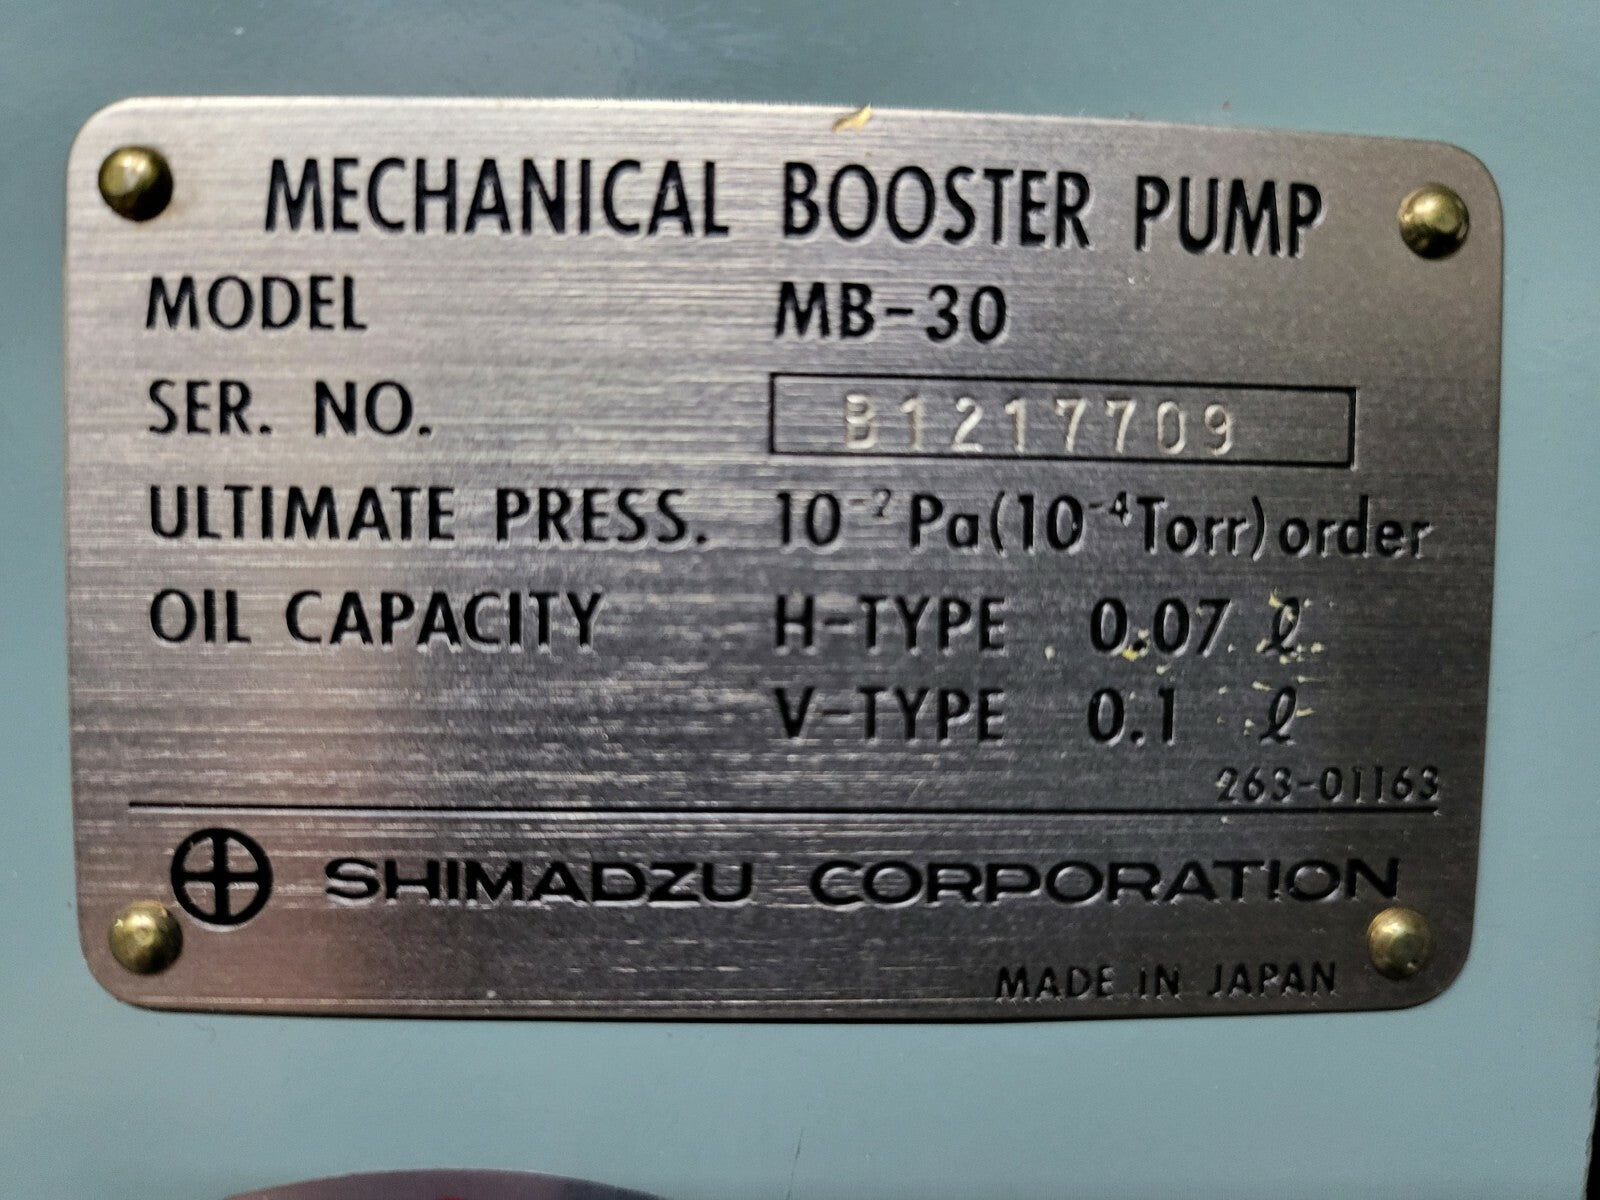 MECHANICAL BOOSTER PUMP
MODEL MB-30
SER. NO. B1217709
ULTIMATE PRESS. 10⁻² Pa(10⁻⁴Torr)order
OIL CAPACITY H-TYPE 0.07 ℓ
V-TYPE 0.1 ℓ
263-01163
SHIMADZU CORPORATION
MADE IN JAPAN